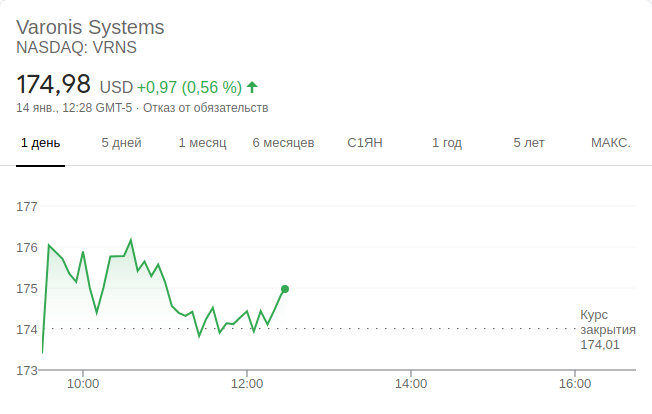 Varonis Systems
NASDAQ: VRNS
174,98 USD +0,97 (0,56 %)
14 янв., 12:28 GMT-5 · Отказ от обязательств
1 день 5 дней 1 месяц 6 месяцев С1ЯН 1 год 5 лет МАКС.
177
176
175
174
173
Курс
закрытия
174,01
10:00 12:00 14:00 16:00